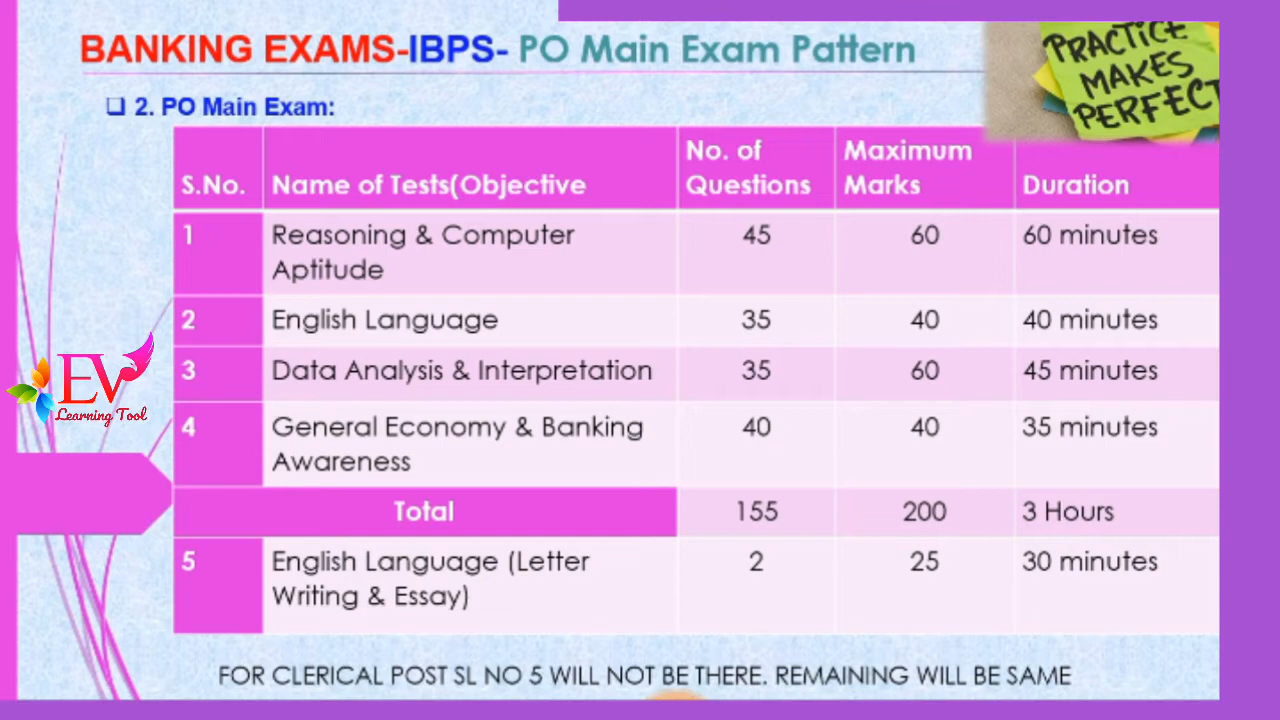 BANKING EXAMS-IBPS- PO Main Exam Pattern
PRACTICE
MAKES
PERFECT
❑ 2. PO Main Exam:
S.No. Name of Tests(Objective No. of Questions Maximum Marks Duration
1 Reasoning & Computer Aptitude 45 60 60 minutes
2 English Language 35 40 40 minutes
3 Data Analysis & Interpretation 35 60 45 minutes
4 General Economy & Banking Awareness 40 40 35 minutes
Total 155 200 3 Hours
5 English Language (Letter Writing & Essay) 2 25 30 minutes
EV
Learning Tool
FOR CLERICAL POST SL NO 5 WILL NOT BE THERE. REMAINING WILL BE SAME